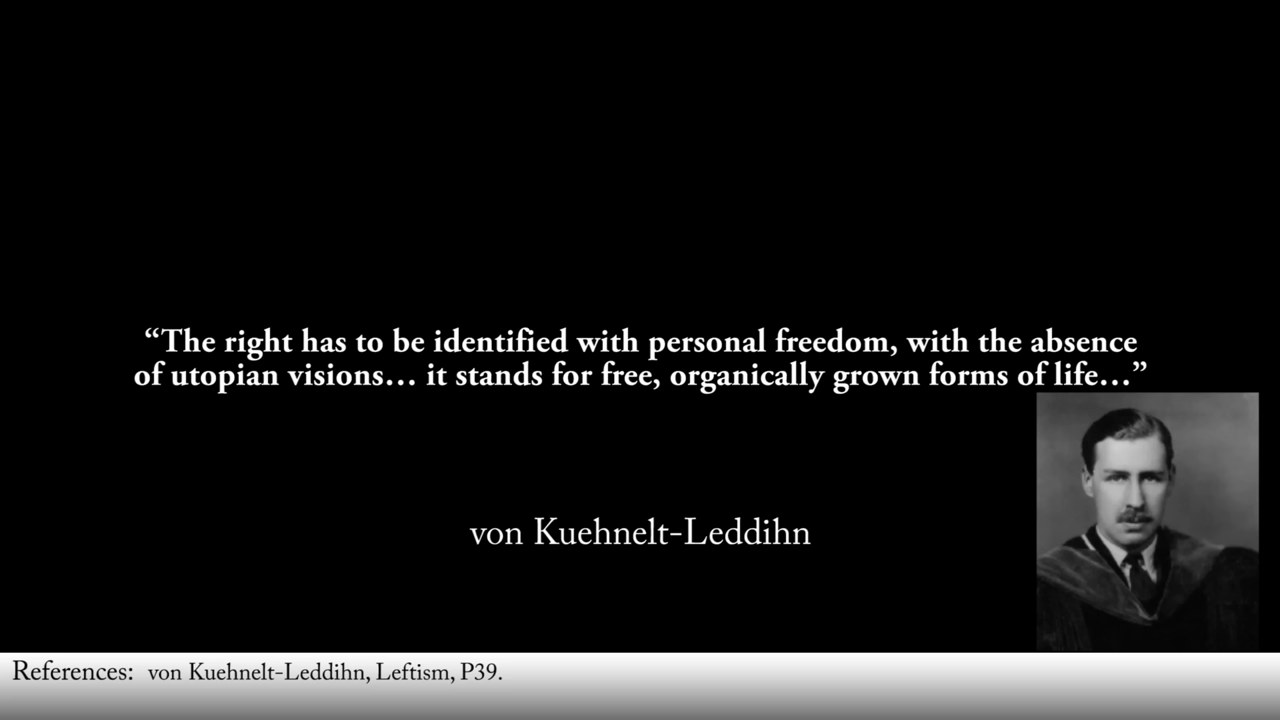 “The right has to be identified with personal freedom, with the absence
of utopian visions… it stands for free, organically grown forms of life…”
von Kuehnelt-Leddihn
References: von Kuehnelt-Leddihn, Leftism, P39.